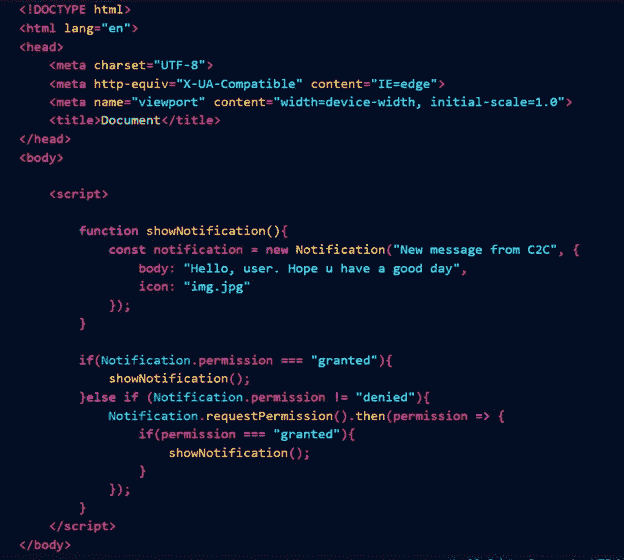 <!DOCTYPE html>
<html lang="en">
<head>
    <meta charset="UTF-8">
    <meta http-equiv="X-UA-Compatible" content="IE=edge">
    <meta name="viewport" content="width=device-width, initial-scale=1.0">
    <title>Document</title>
</head>
<body>

    <script>

        function showNotification(){
            const notification = new Notification("New message from C2C", {
                body: "Hello, user. Hope u have a good day",
                icon: "img.jpg"
            });
        }

        if(Notification.permission === "granted"){
            showNotification();
        }else if (Notification.permission != "denied"){
            Notification.requestPermission().then(permission => {
                if(permission === "granted"){
                    showNotification();
                }
            });
        }
    </script>
</body>